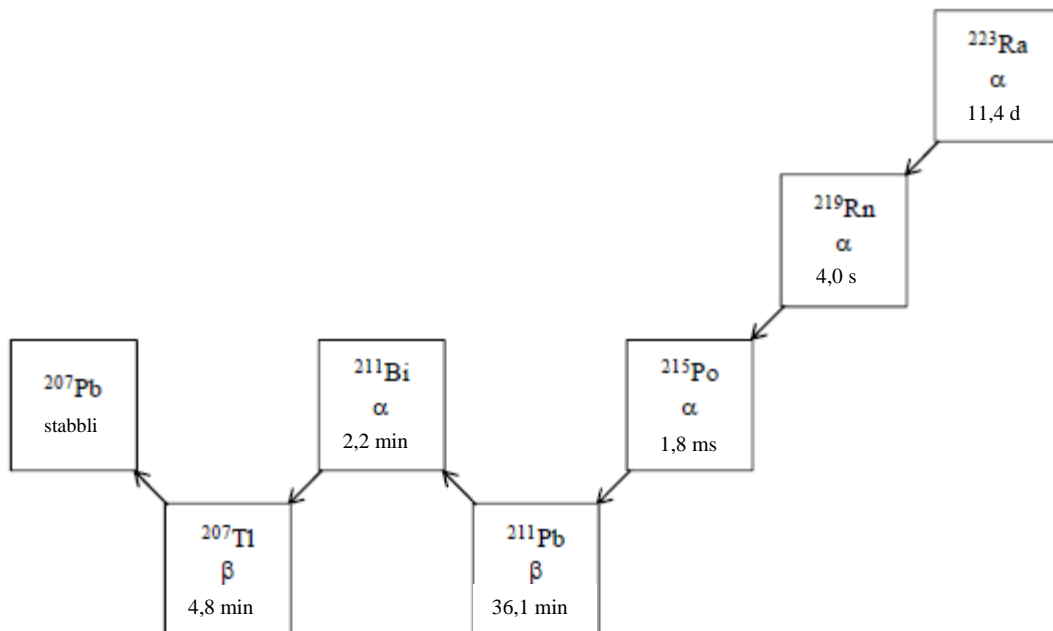 ²²³Ra
α
11,4 d
²¹⁹Rn
α
4,0 s
²⁰⁷Pb
stabbli
²¹¹Bi
α
2,2 min
²¹⁵Po
α
1,8 ms
²⁰⁷Tl
β
4,8 min
²¹¹Pb
β
36,1 min